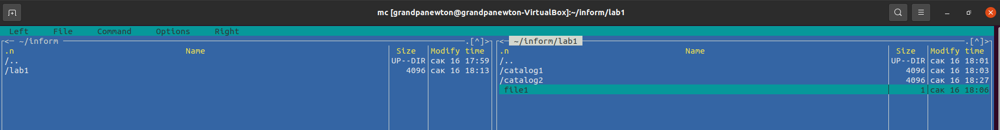 mc [grandpanewton@grandpanewton-VirtualBox]:~/inform/lab1
Left File Command Options Right
<─ ~/inform .[^]>
.n Name Size Modify time
/.. UP--DIR сак 16 17:59
/lab1 4096 сак 16 18:13
<─ ~/inform/lab1 .[^]>
.n Name Size Modify time
/.. UP--DIR сак 16 18:01
/catalog1 4096 сак 16 18:03
/catalog2 4096 сак 16 18:27
file1 1 сак 16 18:06